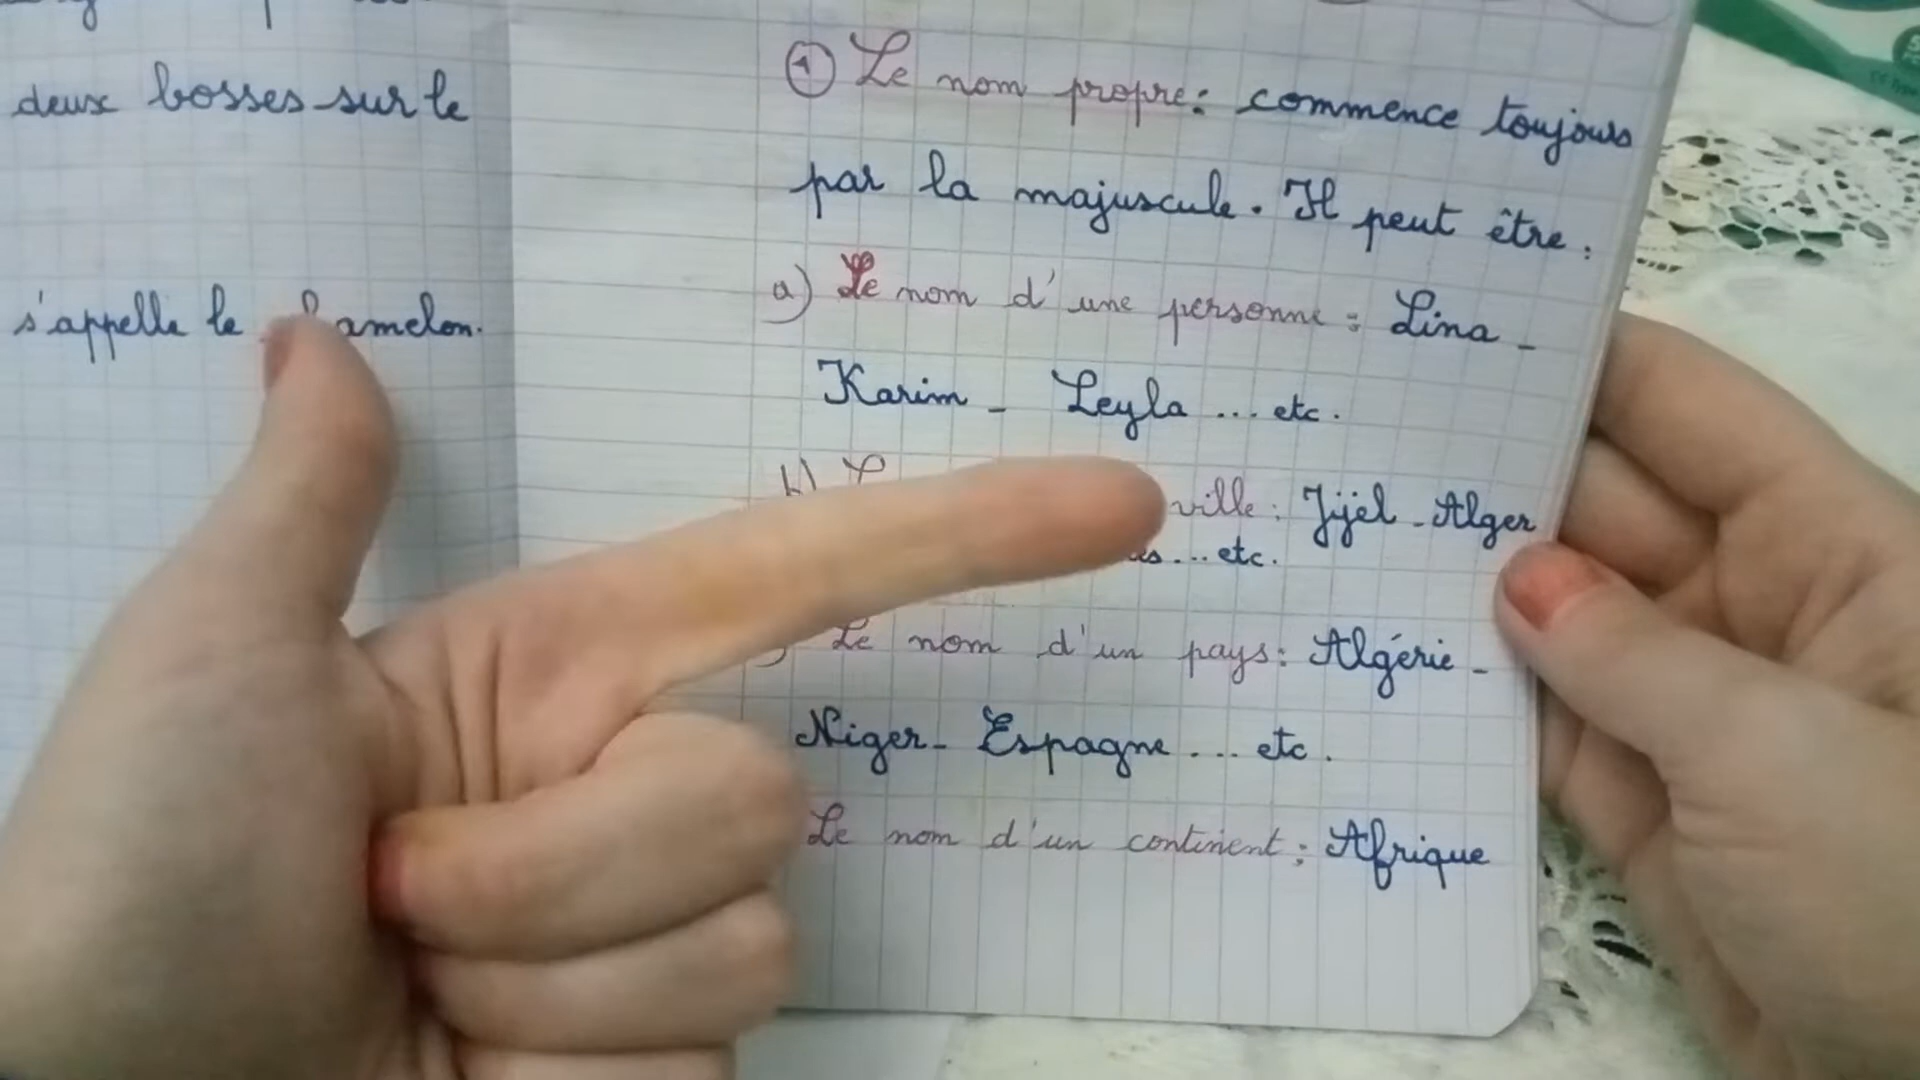 deux bosses sur le
s'appelle le
① Le nom propre : commence toujours
par la majuscule. Il peut être :
a) Le nom d'une personne : Lina -
Karim - Leyla ... etc.
b) ville : Jijel - Alger
... etc.
Le nom d'un pays : Algérie -
Niger - Espagne ... etc.
Le nom d'un continent : Afrique